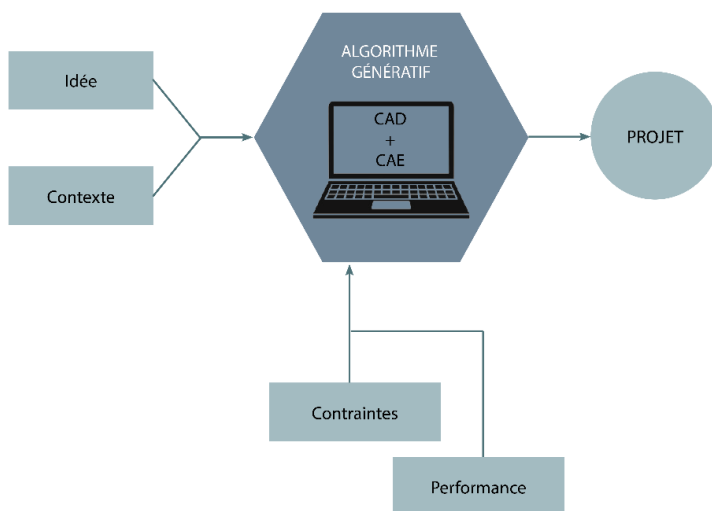 Idée
Contexte
ALGORITHME
GÉNÉRATIF
CAD
+
CAE
PROJET
Contraintes
Performance